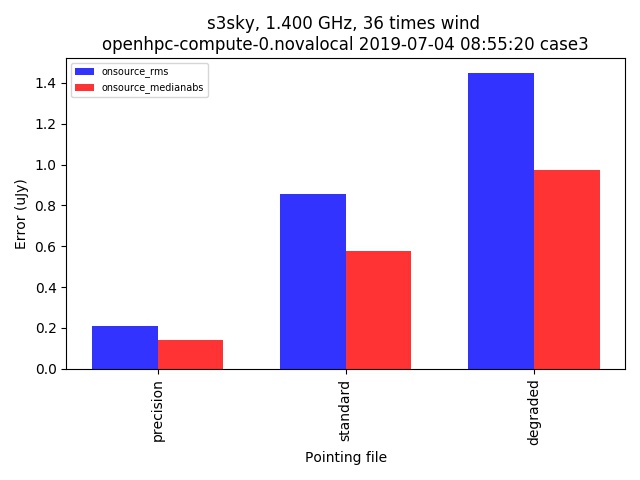 s3sky, 1.400 GHz, 36 times wind
openhpc-compute-0.novalocal 2019-07-04 08:55:20 case3
onsource_rms
onsource_medianabs
Error (uJy)
1.4
1.2
1.0
0.8
0.6
0.4
0.2
0.0
precision
standard
degraded
Pointing file